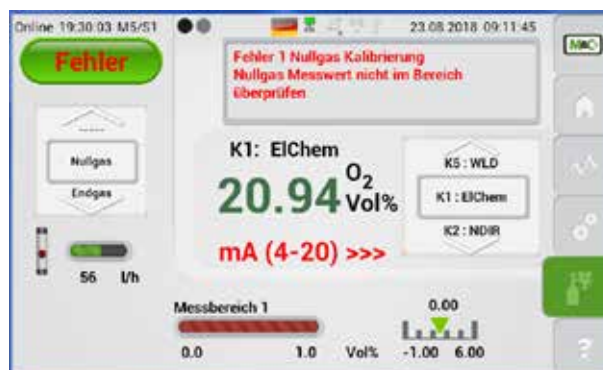 Online 19:30:03 M5/S1
23.08.2018 09:11:45
Fehler
Fehler 1 Nullgas Kalibrierung
Nullgas Messwert nicht im Bereich
überprüfen
Nullgas
Endgas
56 l/h
K1: ElChem
20.94 O2 Vol%
mA (4-20) >>>
K5 : WLD
K1 : ElChem
K2 : NDIR
Messbereich 1
0.0 1.0 Vol%
0.00
-1.00 6.00
?